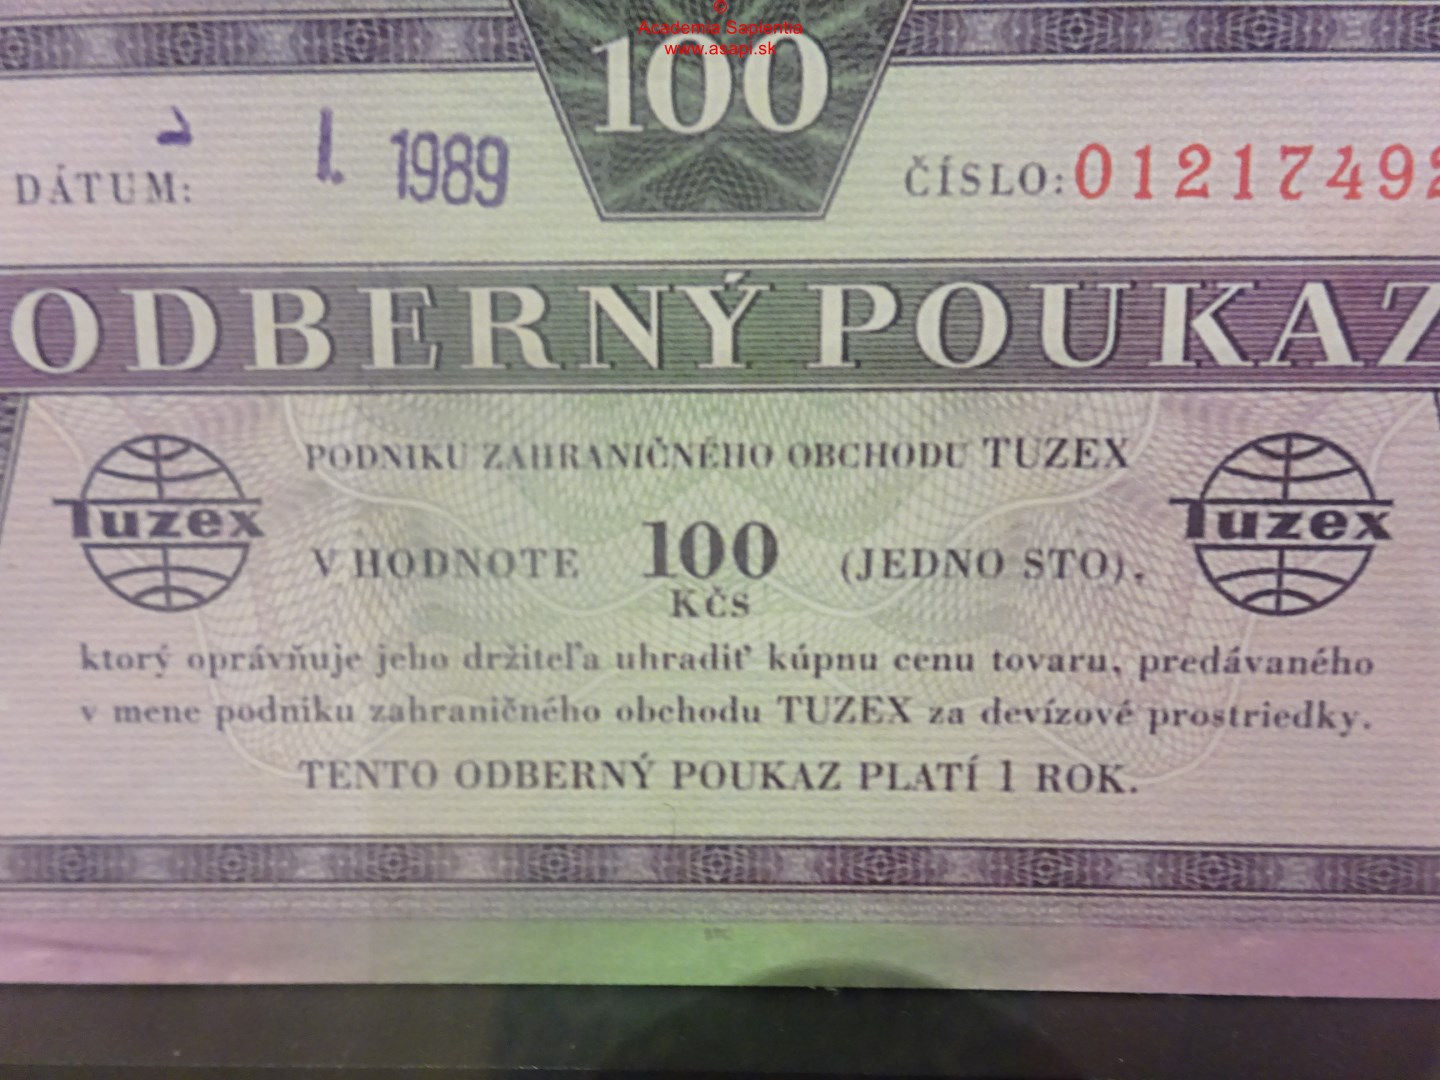 Academia Sapientia
www.asapi.sk
100
DÁTUM: 1. 1989
ČÍSLO: 01217492
ODBERNÝ POUKAZ
PODNIKU ZAHRANIČNÉHO OBCHODU TUZEX
Tuzex
Tuzex
V HODNOTE 100 (JEDNO STO),
KČS
ktorý oprávňuje jeho držiteľa uhradiť kúpnu cenu tovaru, predávaného
v mene podniku zahraničného obchodu TUZEX za devízové prostriedky.
TENTO ODBERNÝ POUKAZ PLATÍ 1 ROK.